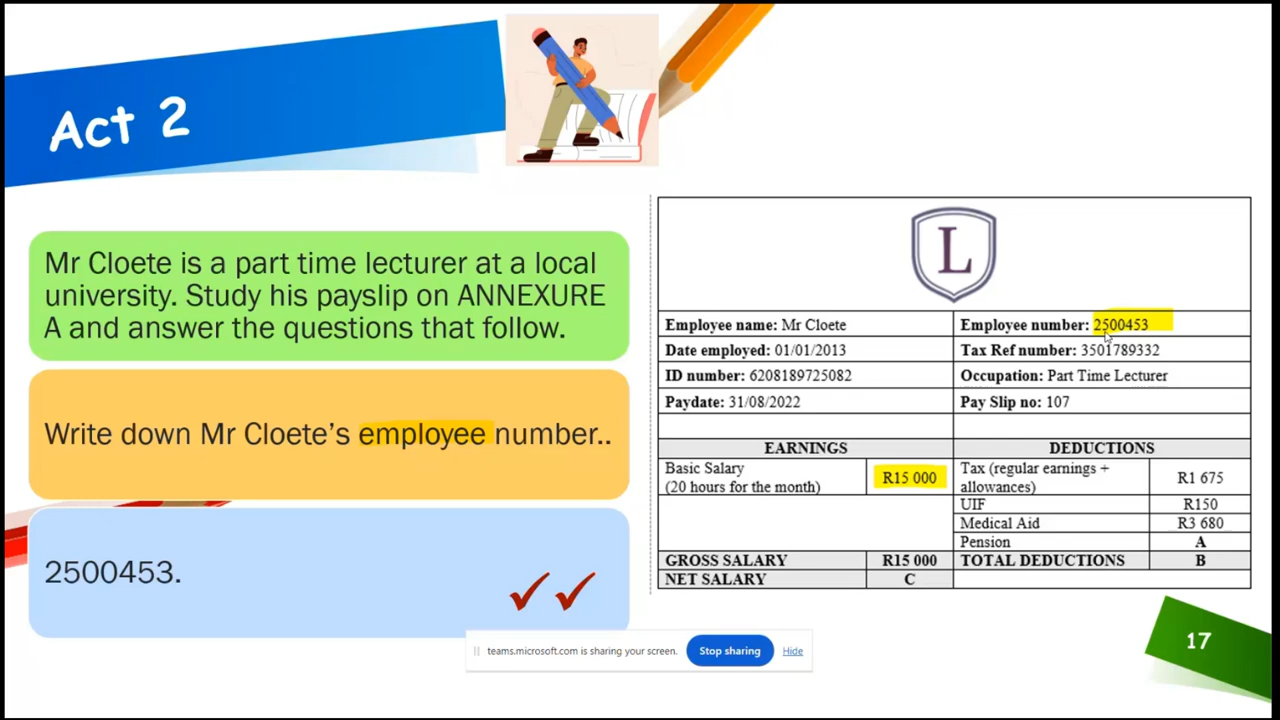 Act 2
Mr Cloete is a part time lecturer at a local
university. Study his payslip on ANNEXURE
A and answer the questions that follow.
Write down Mr Cloete’s employee number..
2500453.
L
Employee name: Mr Cloete
Employee number: 2500453
Date employed: 01/01/2013
Tax Ref number: 3501789332
ID number: 6208189725082
Occupation: Part Time Lecturer
Paydate: 31/08/2022
Pay Slip no: 107
EARNINGS
DEDUCTIONS
Basic Salary
(20 hours for the month)
R15 000
Tax (regular earnings +
allowances)
R1 675
UIF
R150
Medical Aid
R3 680
Pension
A
GROSS SALARY
R15 000
TOTAL DEDUCTIONS
B
NET SALARY
C
teams.microsoft.com is sharing your screen.
Stop sharing
Hide
17